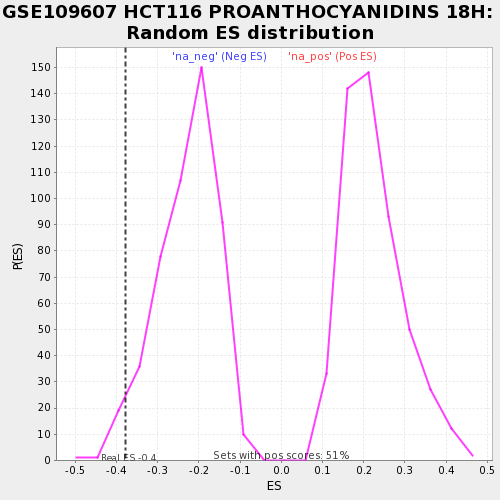 GSE109607 HCT116 PROANTHOCYANIDINS 18H:
Random ES distribution
'na_neg' (Neg ES) 'na_pos' (Pos ES)
150
140
130
120
110
100
90
80
70
60
50
40
30
20
10
0
P(ES)
Real ES -0.4
Sets with pos scores: 51%
-0.5 -0.4 -0.3 -0.2 -0.1 0.0 0.1 0.2 0.3 0.4 0.5
ES